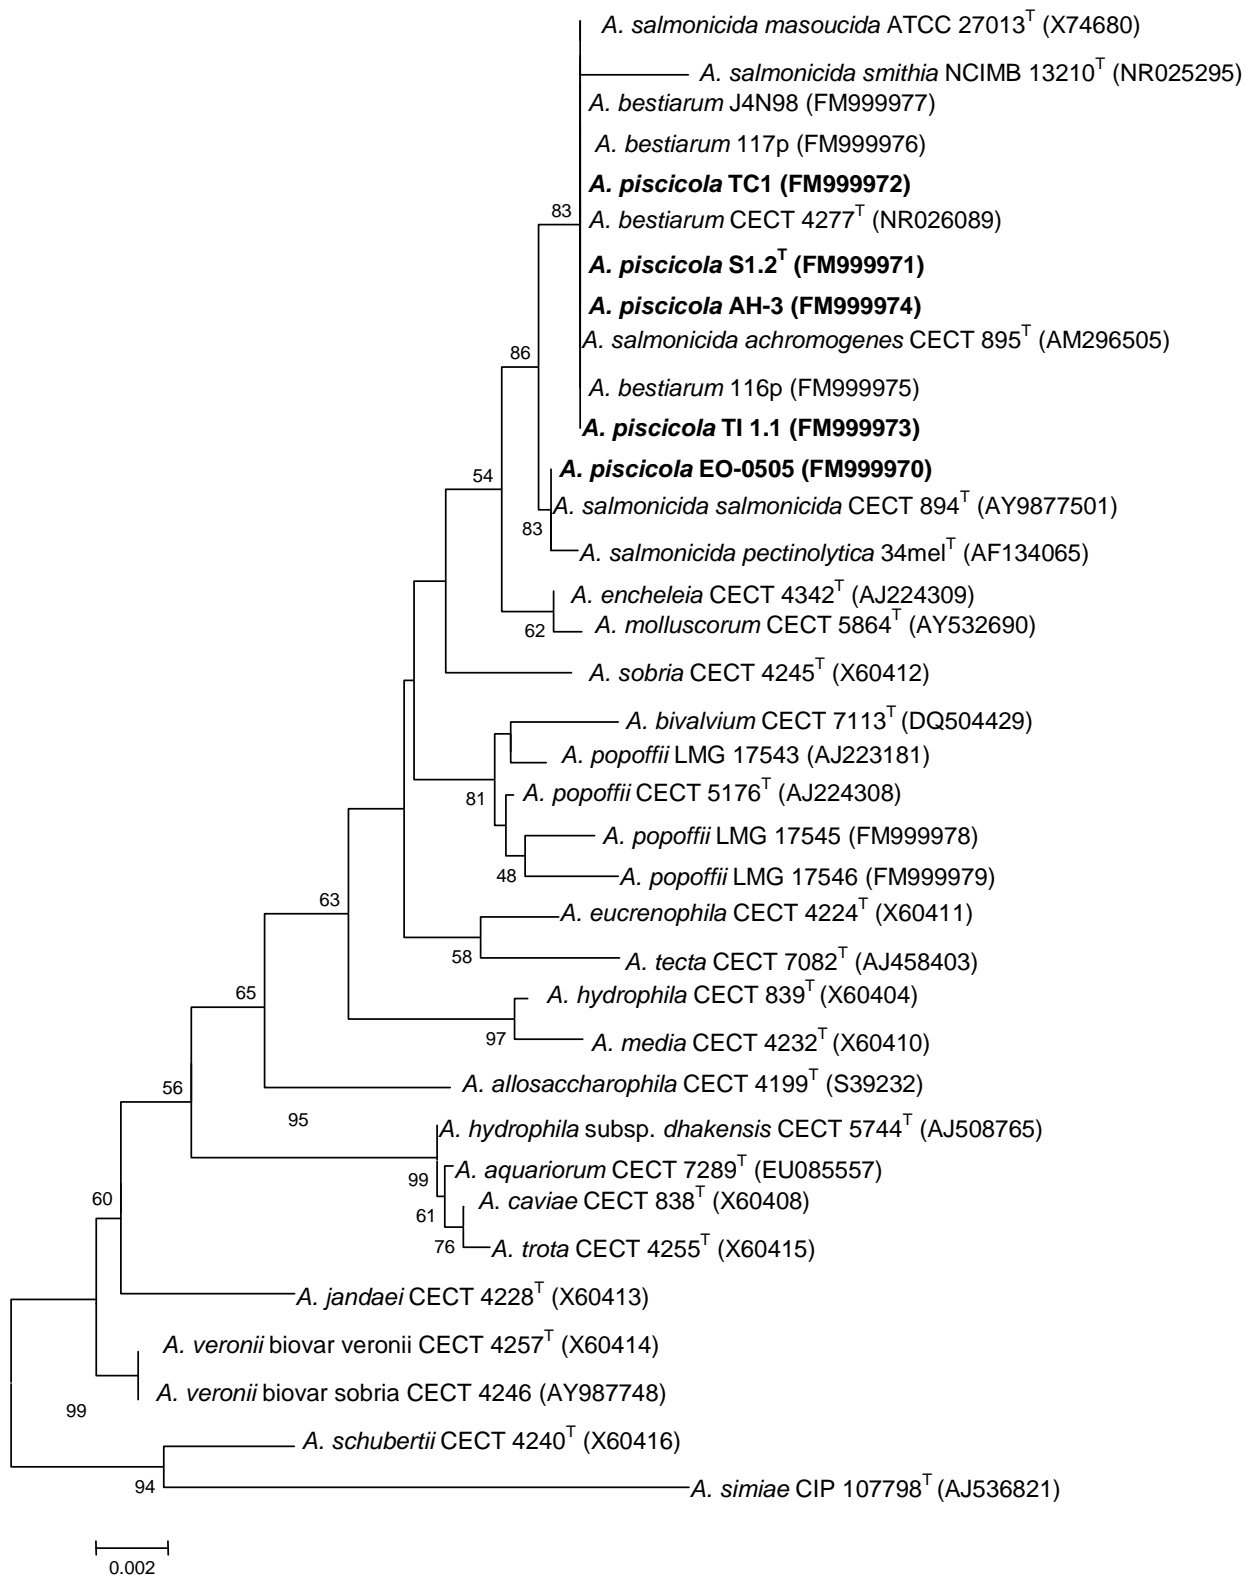 A. salmonicida masoucida ATCC 27013T (X74680)
A. salmonicida smithia NCIMB 13210T (NR025295)
A. bestiarum J4N98 (FM999977)
A. bestiarum 117p (FM999976)
A. piscicola TC1 (FM999972)
83
A. bestiarum CECT 4277T (NR026089)
A. piscicola S1.2T (FM999971)
A. piscicola AH-3 (FM999974)
A. salmonicida achromogenes CECT 895T (AM296505)
86
A. bestiarum 116p (FM999975)
A. piscicola TI 1.1 (FM999973)
A. piscicola EO-0505 (FM999970)
54
A. salmonicida salmonicida CECT 894T (AY9877501)
83
A. salmonicida pectinolytica 34melT (AF134065)
A. encheleia CECT 4342T (AJ224309)
A. molluscorum CECT 5864T (AY532690)
62
A. sobria CECT 4245T (X60412)
A. bivalvium CECT 7113T (DQ504429)
A. popoffii LMG 17543 (AJ223181)
A. popoffii CECT 5176T (AJ224308)
81
A. popoffii LMG 17545 (FM999978)
A. popoffii LMG 17546 (FM999979)
48
63
A. eucrenophila CECT 4224T (X60411)
58
A. tecta CECT 7082T (AJ458403)
65
A. hydrophila CECT 839T (X60404)
97
A. media CECT 4232T (X60410)
56
A. allosaccharophila CECT 4199T (S39232)
95
A. hydrophila subsp. dhakensis CECT 5744T (AJ508765)
A. aquariorum CECT 7289T (EU085557)
99
60
A. caviae CECT 838T (X60408)
61
76
A. trota CECT 4255T (X60415)
A. jandaei CECT 4228T (X60413)
A. veronii biovar veronii CECT 4257T (X60414)
A. veronii biovar sobria CECT 4246 (AY987748)
99
A. schubertii CECT 4240T (X60416)
94
A. simiae CIP 107798T (AJ536821)
0.002